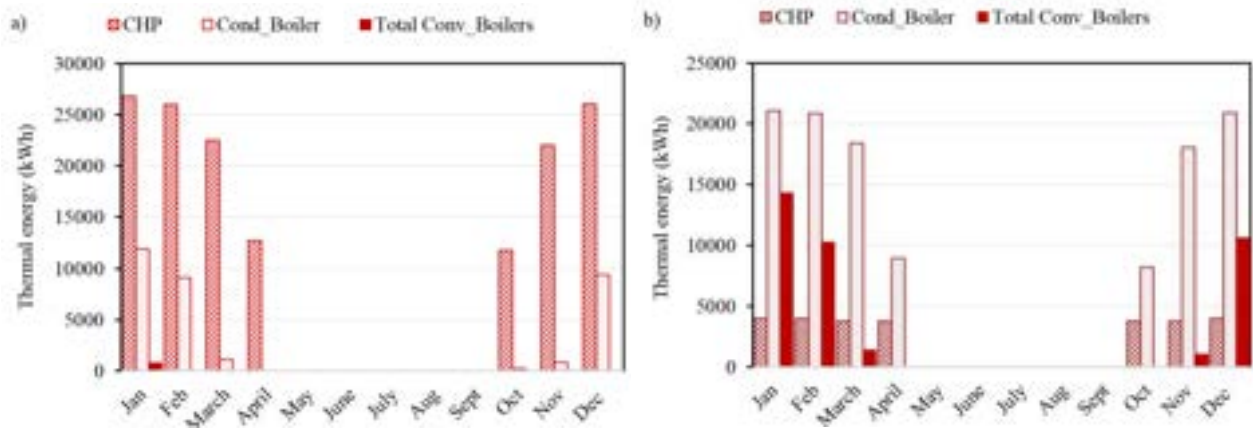 a) CHP Cond_Boiler Total Conv_Boilers
Thermal energy (kWh)
30000
25000
20000
15000
10000
5000
0
Jan Feb March April May June July Aug Sept Oct Nov Dec
b) CHP Cond_Boiler Total Conv_Boilers
Thermal energy (kWh)
25000
20000
15000
10000
5000
0
Jan Feb March April May June July Aug Sept Oct Nov Dec